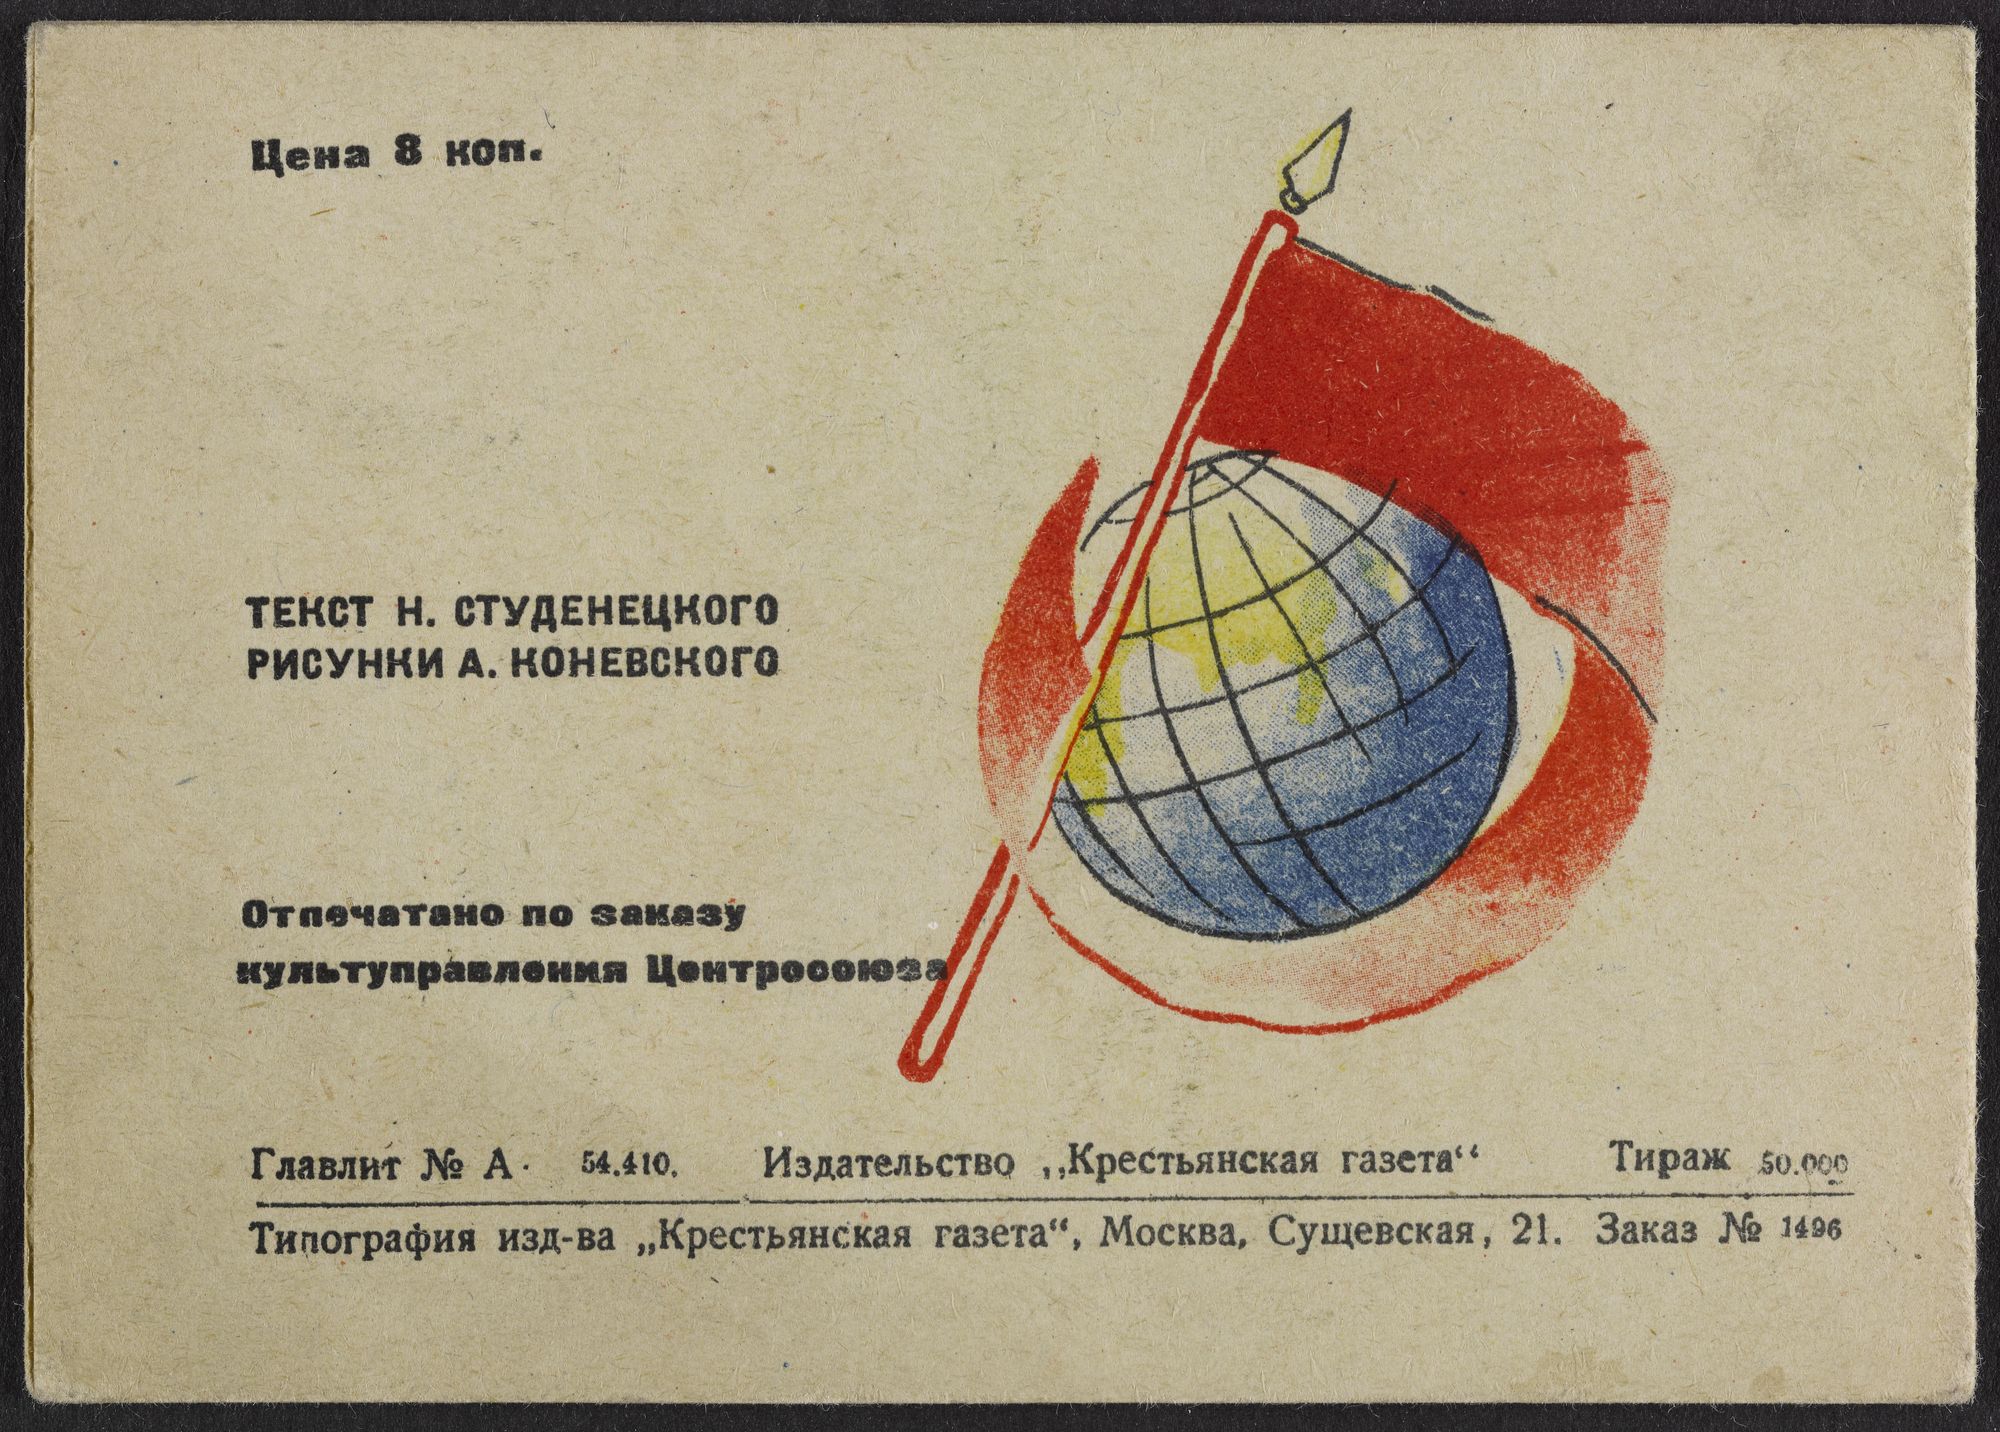 Цена 8 коп.
ТЕКСТ Н. СТУДЕНЕЦКОГО
РИСУНКИ А. КОНЕВСКОГО
Отпечатано по заказу
культуправления Центросоюза
Главлит № А· 54.410. Издательство „Крестьянская газета“ Тираж 50.000
Типография изд-ва „Крестьянская газета“, Москва, Сущевская, 21. Заказ № 1496